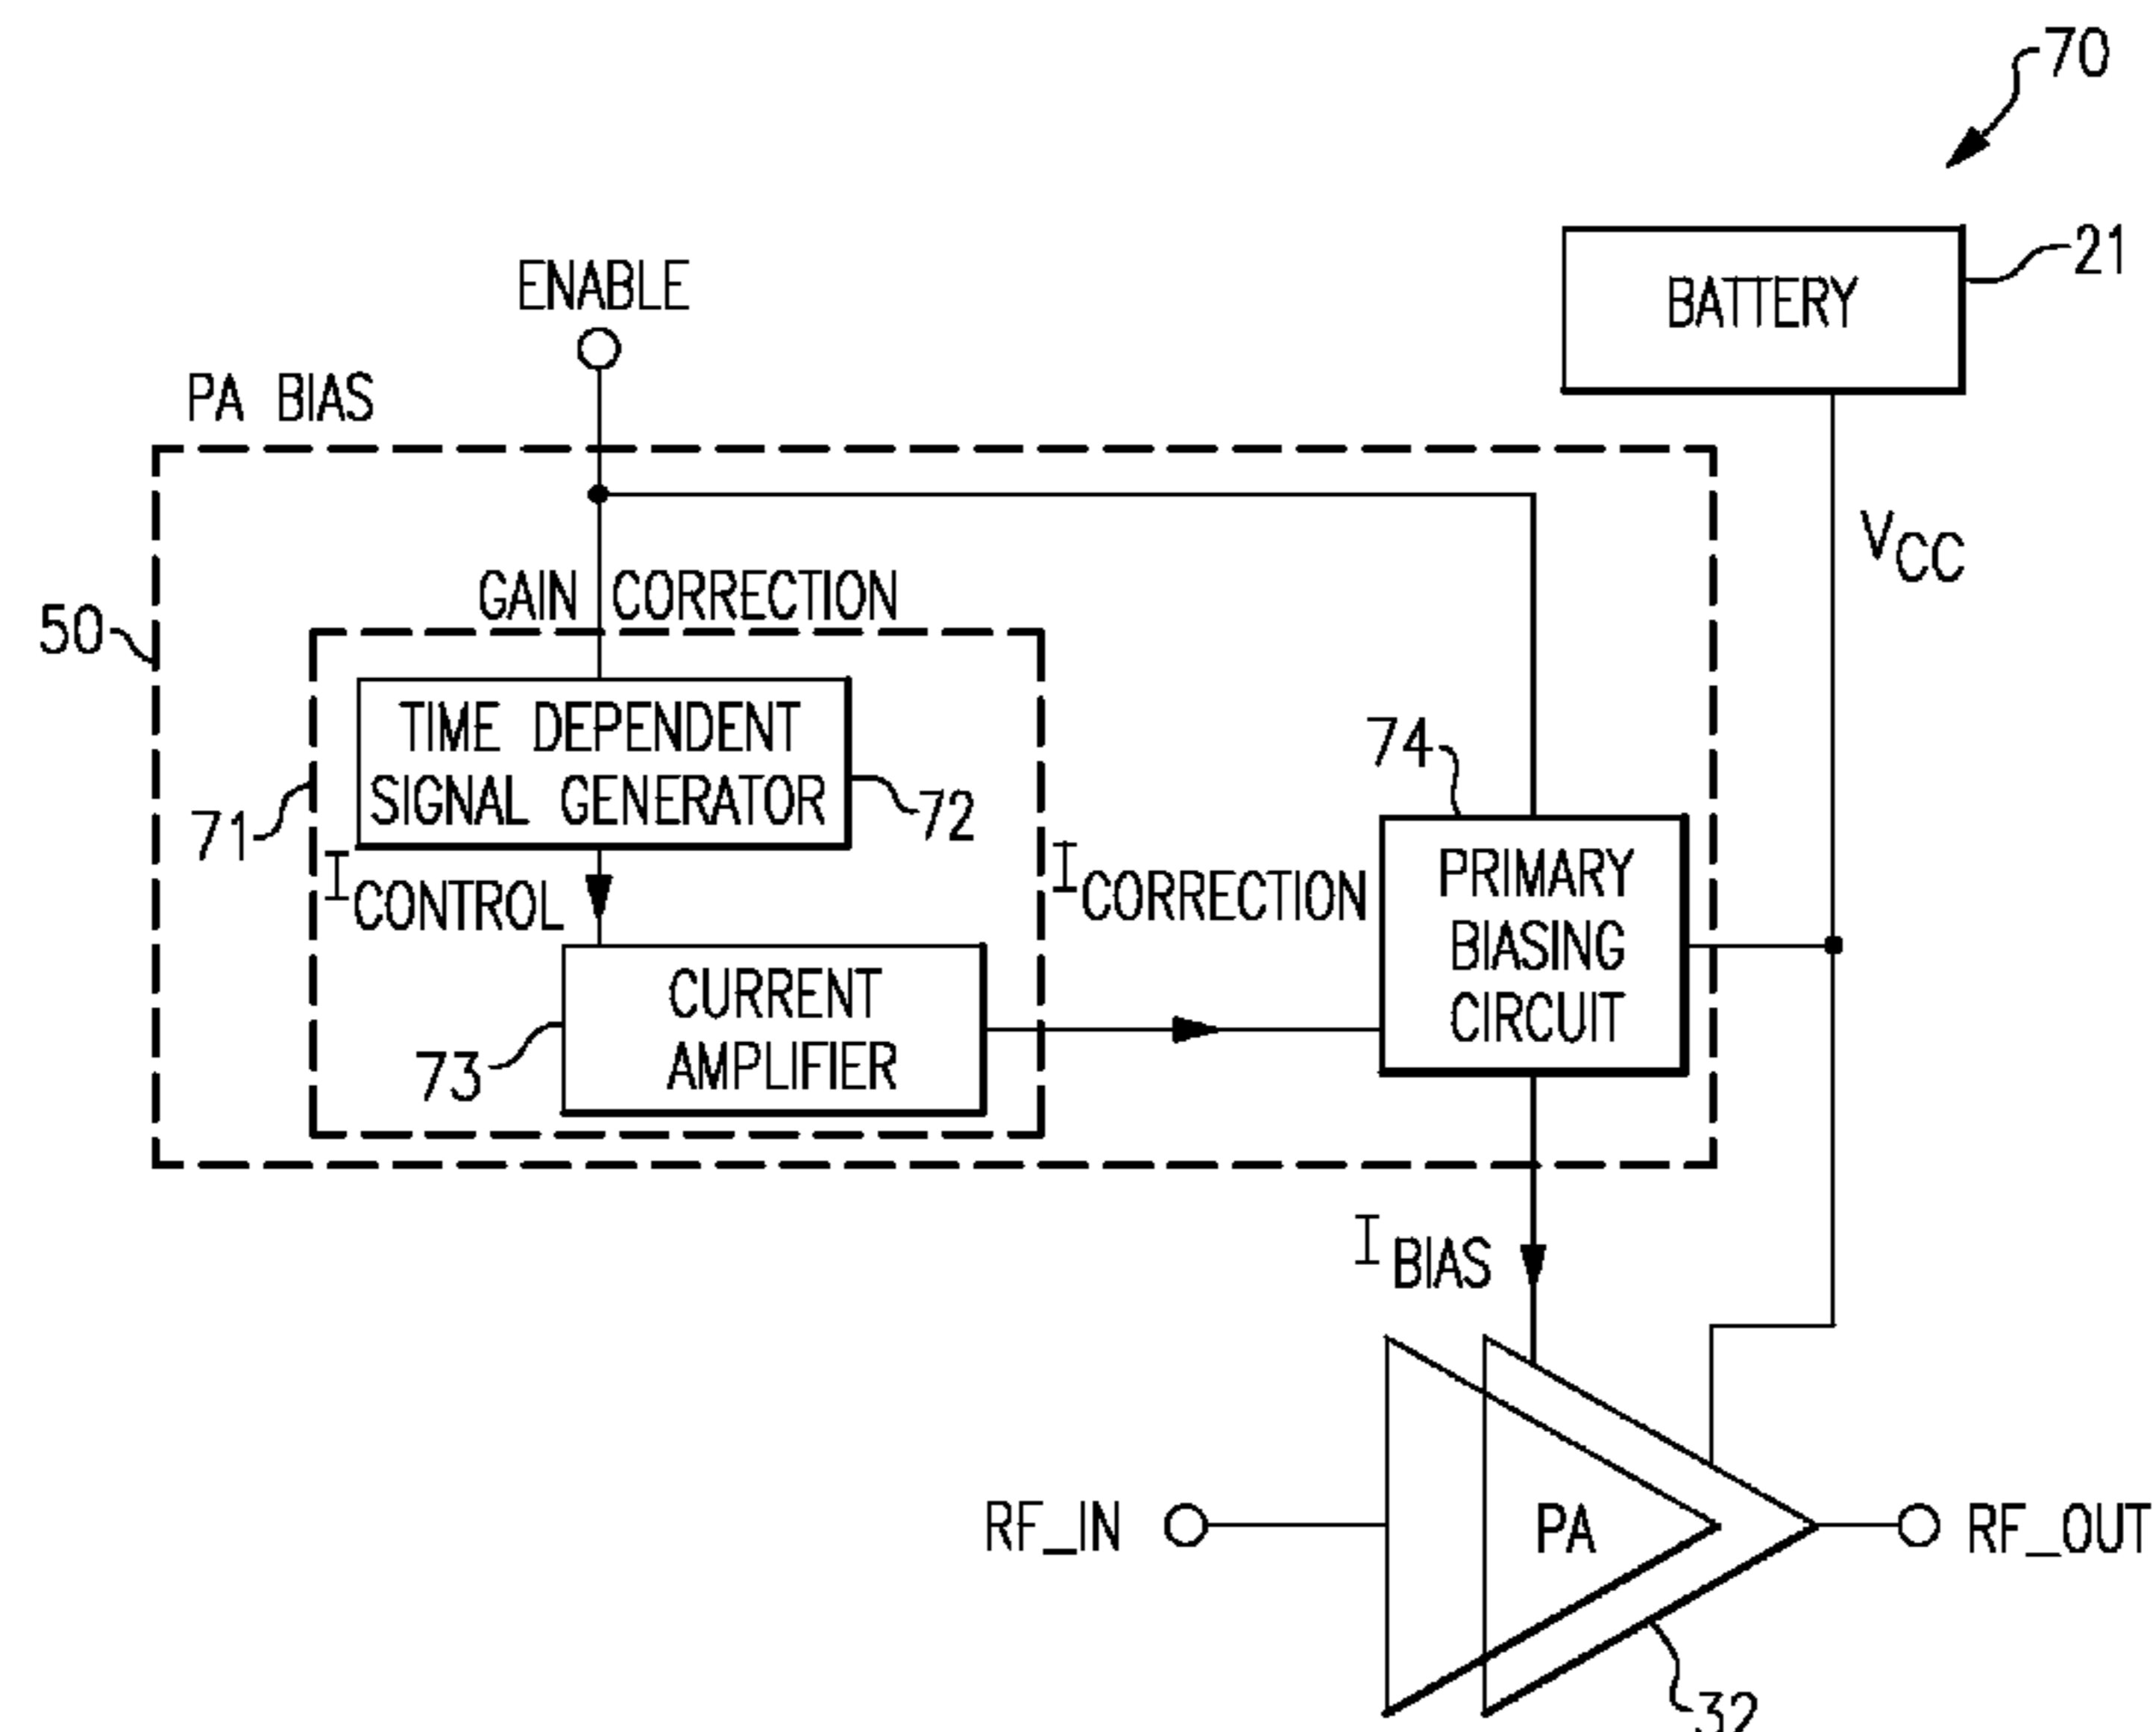 70
21
BATTERY
ENABLE
PA BIAS
VCC
GAIN CORRECTION
50
TIME DEPENDENT
SIGNAL GENERATOR
72
71
74
ICONTROL
ICORRECTION
PRIMARY
BIASING
CIRCUIT
CURRENT
AMPLIFIER
73
IBIAS
RF_IN
PA
RF_OUT
32